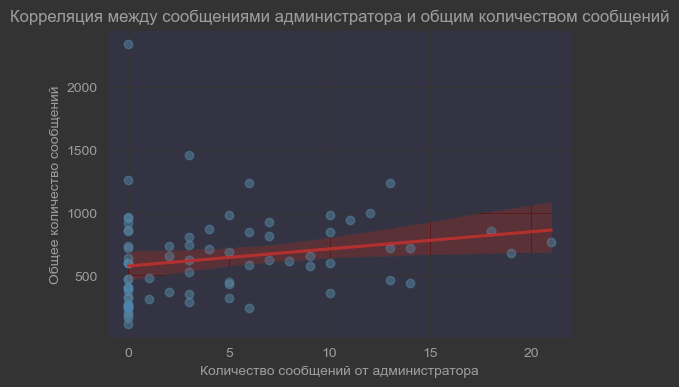 Корреляция между сообщениями администратора и общим количеством сообщений
Общее количество сообщений
2000
1500
1000
500
0 5 10 15 20
Количество сообщений от администратора